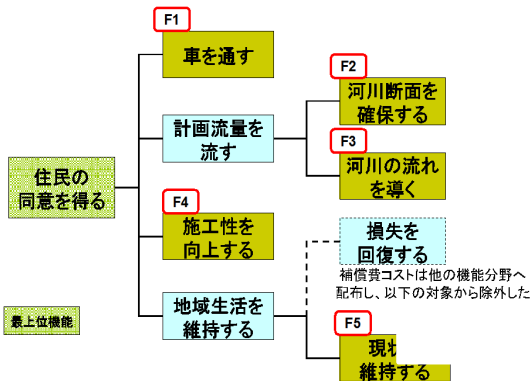 F1
車を通す
計画流量を
流す
F2
河川断面を
確保する
F3
河川の流れ
を導く
住民の
同意を得る
F4
施工性を
向上する
損失を
回復する
補償費コストは他の機能分野へ
配布し、以下の対象から除外した
地域生活を
維持する
最上位機能
F5
現
維持する